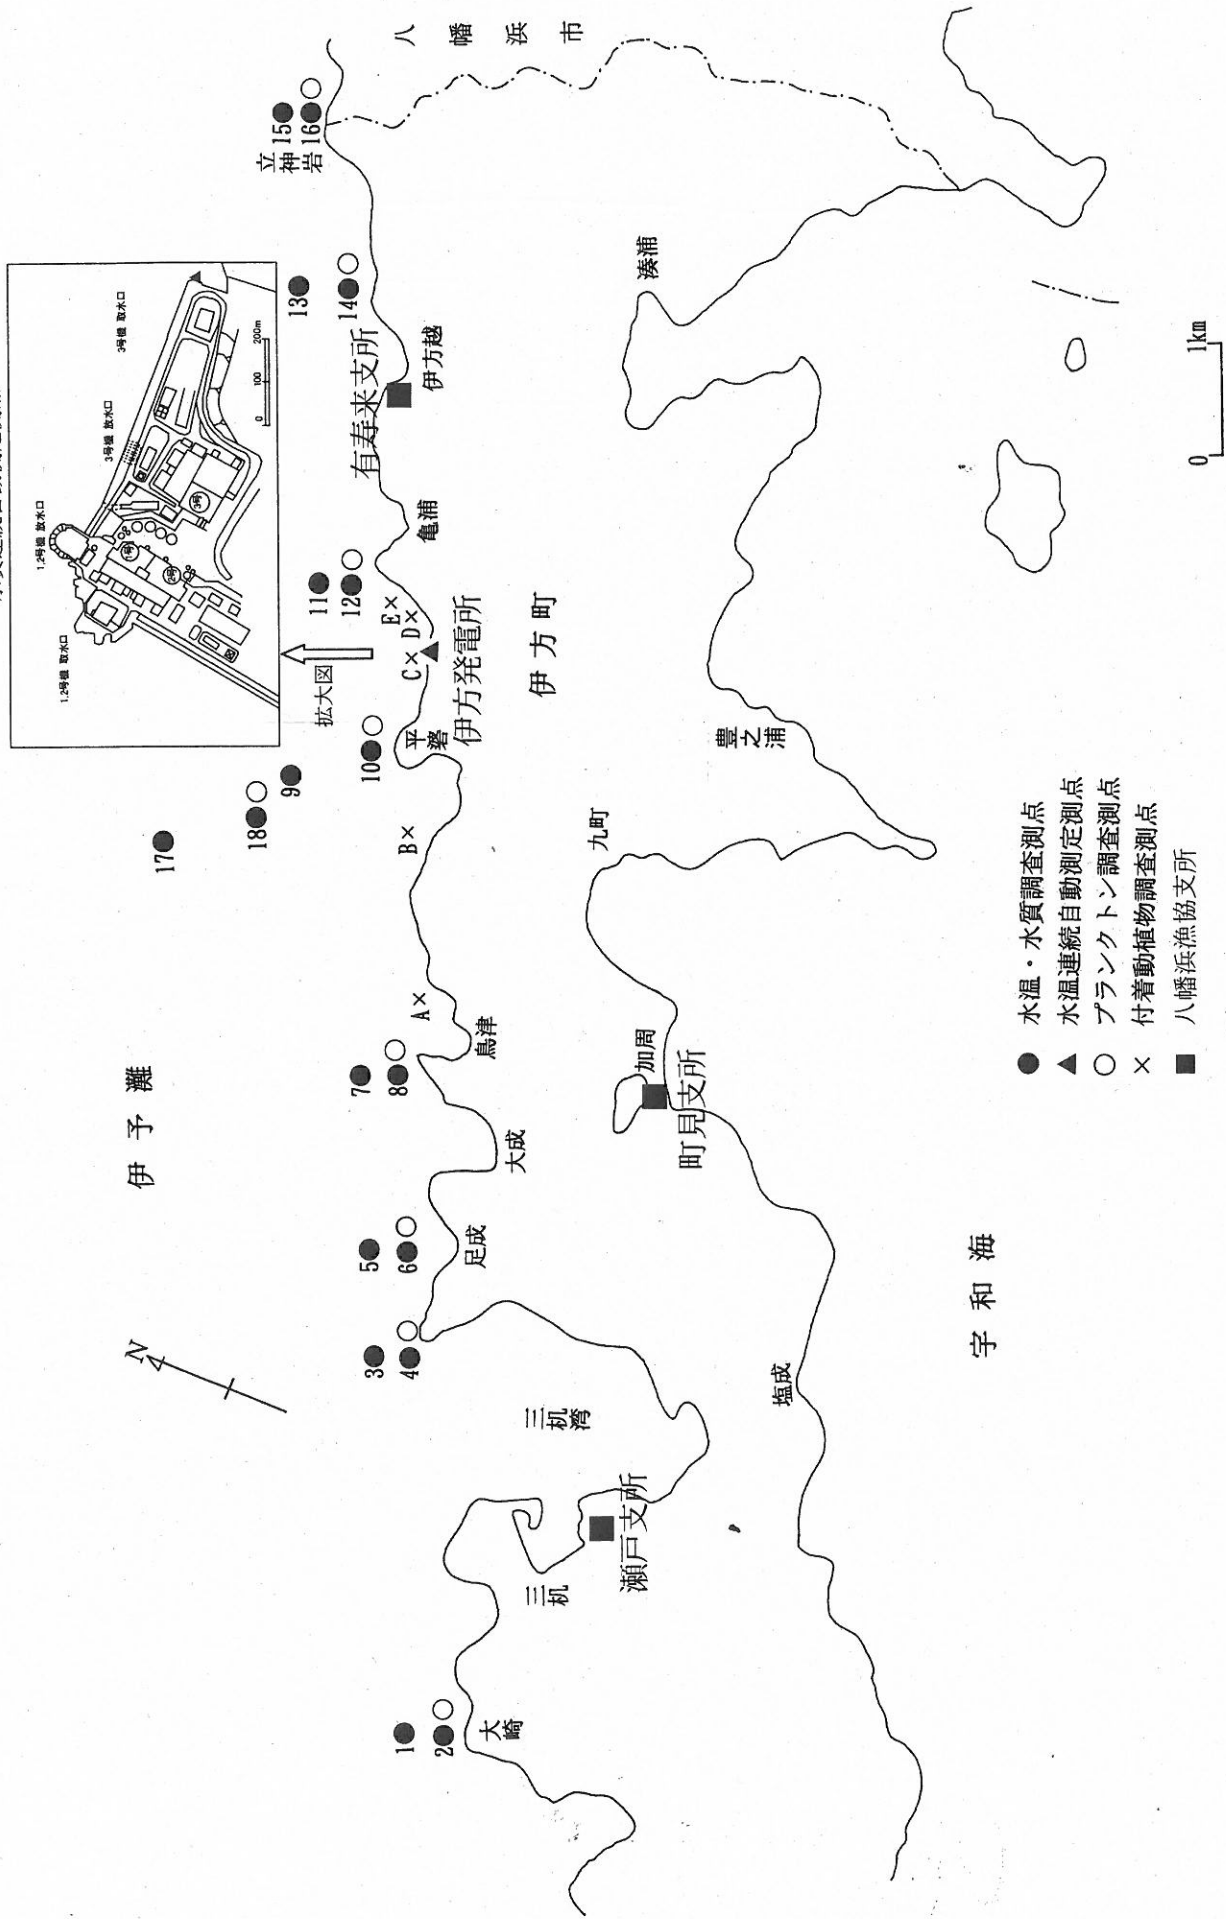 八幡浜市
立神岩
15
16
13
14
有寿来支所
伊方越
亀浦
11
12
E×
D×
C×
伊方発電所
伊方町
拡大図
1.2号機 取水口
1.2号機 放水口
3号機 放水口
3号機 取水口
1号
2号
3号
0 100 200m
平碆
10
9
18
17
B×
A×
鳥津
7
8
伊予灘
大成
5
6
足成
3
4
N
三机湾
三机
瀬戸支所
1
2
大崎
湊浦
豊之浦
九町
加周
町見支所
塩成
宇和海
● 水温・水質調査測点
▲ 水温連続自動測定測点
○ プランクトン調査測点
× 付着動植物調査測点
■ 八幡浜漁協支所
0 1km